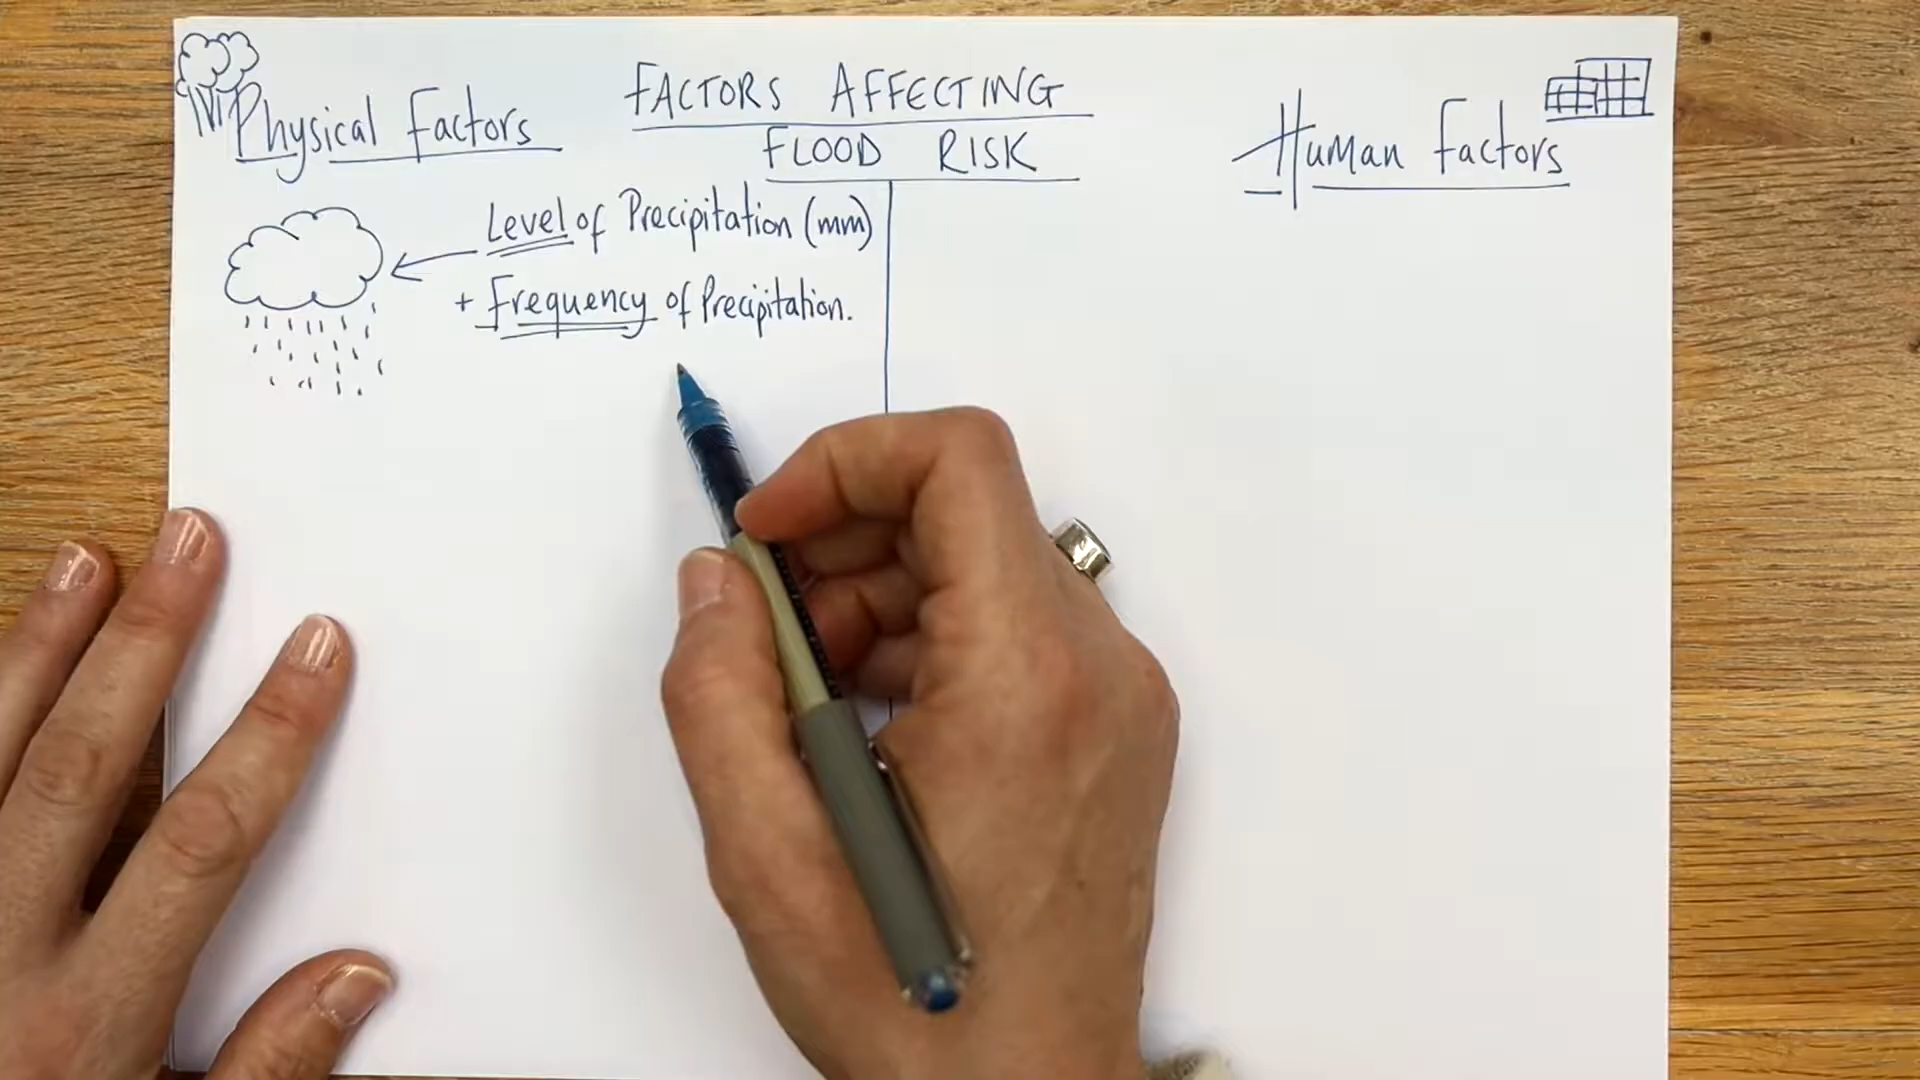 FACTORS AFFECTING
FLOOD RISK
Physical Factors
Level of Precipitation (mm)
+ Frequency of Precipitation.
Human Factors